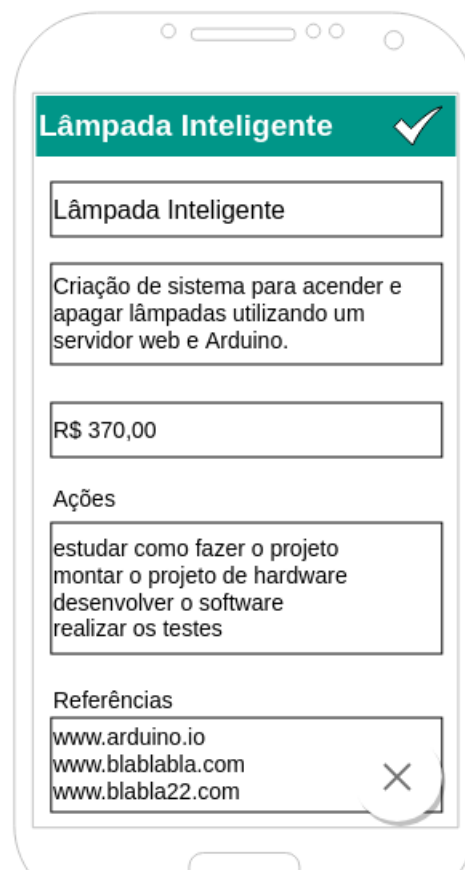 Lâmpada Inteligente
Lâmpada Inteligente
Criação de sistema para acender e
apagar lâmpadas utilizando um
servidor web e Arduino.
R$ 370,00
Ações
estudar como fazer o projeto
montar o projeto de hardware
desenvolver o software
realizar os testes
Referências
www.arduino.io
www.blablabla.com
www.blabla22.com